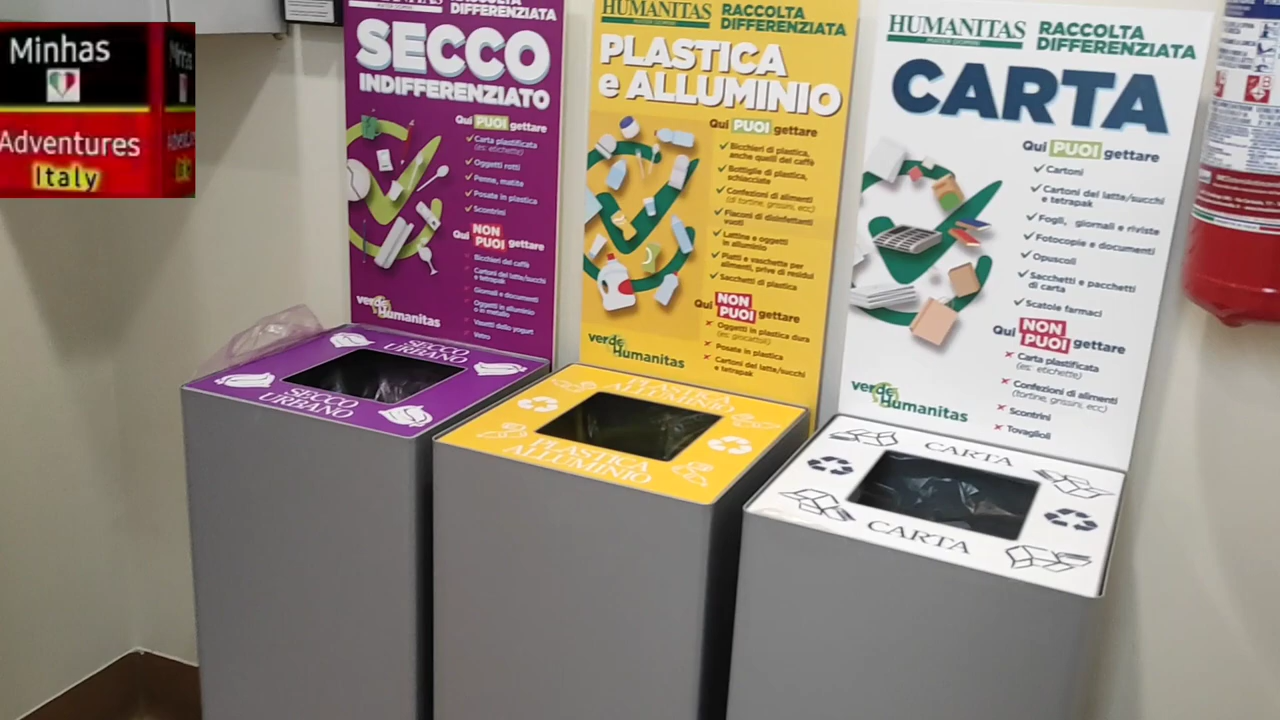 Minhas
Adventures
Italy
RACCOLTA
DIFFERENZIATA
SECCO
INDIFFERENZIATO
Qui PUOI gettare
Carta plastificata
(es: etichette)
Oggetti rotti
Penne, matite
Posate in plastica
Scontrini
Qui NON PUOI gettare
Bicchieri del caffè
Cartoni del latte/succhi
e tetrapak
Giornali e documenti
Oggetti in alluminio
o in metallo
Vasetti dello yogurt
Vetro
verde
Humanitas
SECCO
URBANO
SECCO
URBANO
HUMANITAS
MATER DOMINI
RACCOLTA
DIFFERENZIATA
PLASTICA
e ALLUMINIO
Qui PUOI gettare
Bicchieri di plastica,
anche quelli del caffè
Bottiglie di plastica,
schiacciate
Confezioni di alimenti
(di tortine, grissini, ecc)
Flaconi di disinfettanti
vuoti
Lattine e oggetti
in alluminio
Piatti e vaschette per
alimenti, prive di residui
Sacchetti di plastica
Qui NON PUOI gettare
Oggetti in plastica dura
(es: giocattoli)
Posate in plastica
Cartoni del latte/succhi
e tetrapak
verde
Humanitas
PLASTICA
ALLUMINIO
PLASTICA
ALLUMINIO
HUMANITAS
MATER DOMINI
RACCOLTA
DIFFERENZIATA
CARTA
Qui PUOI gettare
Cartoni
Cartoni del latte/succhi
e tetrapak
Fogli, giornali e riviste
Fotocopie e documenti
Opuscoli
Sacchetti e pacchetti
di carta
Scatole farmaci
Qui NON PUOI gettare
Carta plastificata
(es: etichette)
Confezioni di alimenti
(tortine, grissini, ecc)
Scontrini
Tovaglioli
verde
Humanitas
CARTA
CARTA